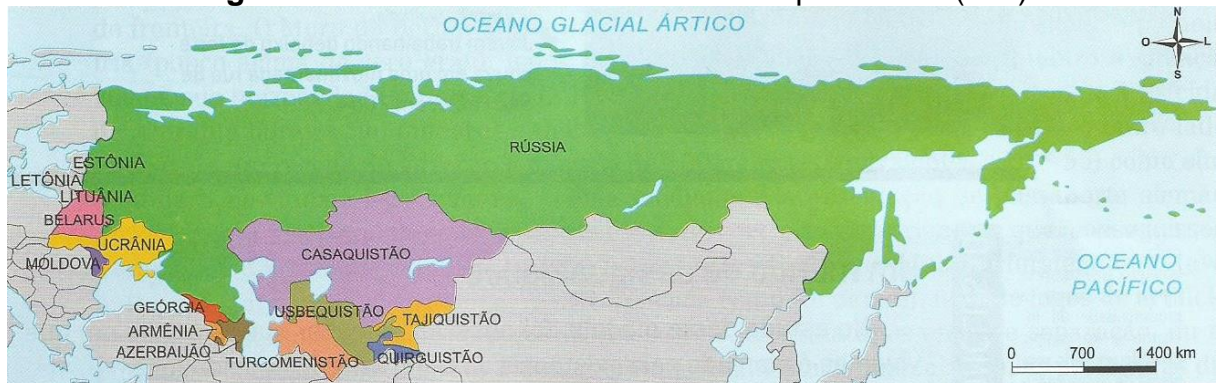 OCEANO GLACIAL ÁRTICO
N
O
L
S
RÚSSIA
ESTÔNIA
LETÔNIA
LITUÂNIA
BELARUS
UCRÂNIA
MOLDOVA
CASAQUISTÃO
OCEANO
PACÍFICO
GEÓRGIA
USBEQUISTÃO
TAJIQUISTÃO
ARMÊNIA
AZERBAIJÃO
TURCOMENISTÃO
QUIRGUISTÃO
0 700 1 400 km